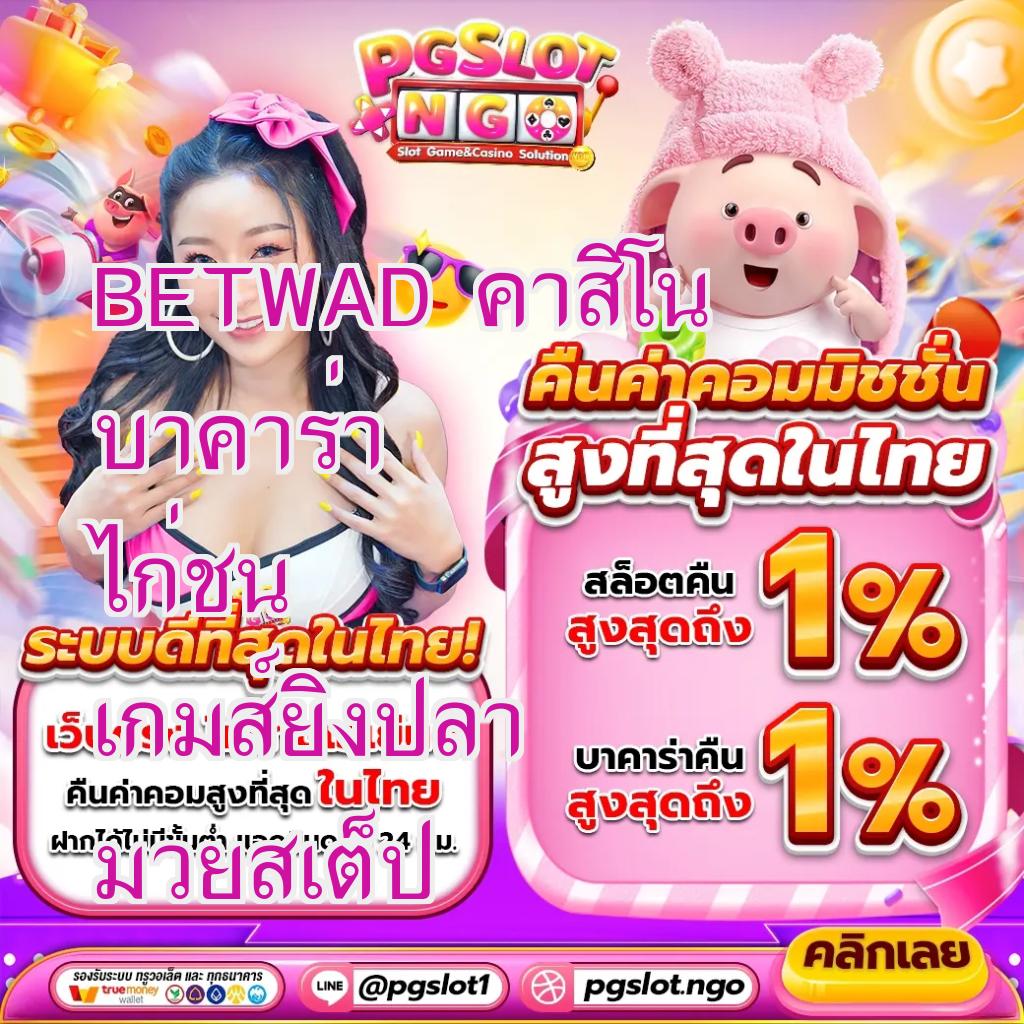 PGSLOT
NGO
Slot Game&Casino Solution
BETWAD คาสิโน
บาคาร่า
ไก่ชน
เกมส์ยิงปลา
มวยสเต็ป
คืนค่าคอมมิชชั่น
สูงที่สุดในไทย
สล็อตคืน
สูงสุดถึง
1%
บาคาร่าคืน
สูงสุดถึง
1%
ระบบดีที่สุดในไทย!
คืนค่าคอมสูงที่สุด ในไทย
คลิกเลย
รองรับระบบ ทรูวอเล็ต และ ทุกธนาคาร
truemoney
wallet
LINE @pgslot1
pgslot.ngo